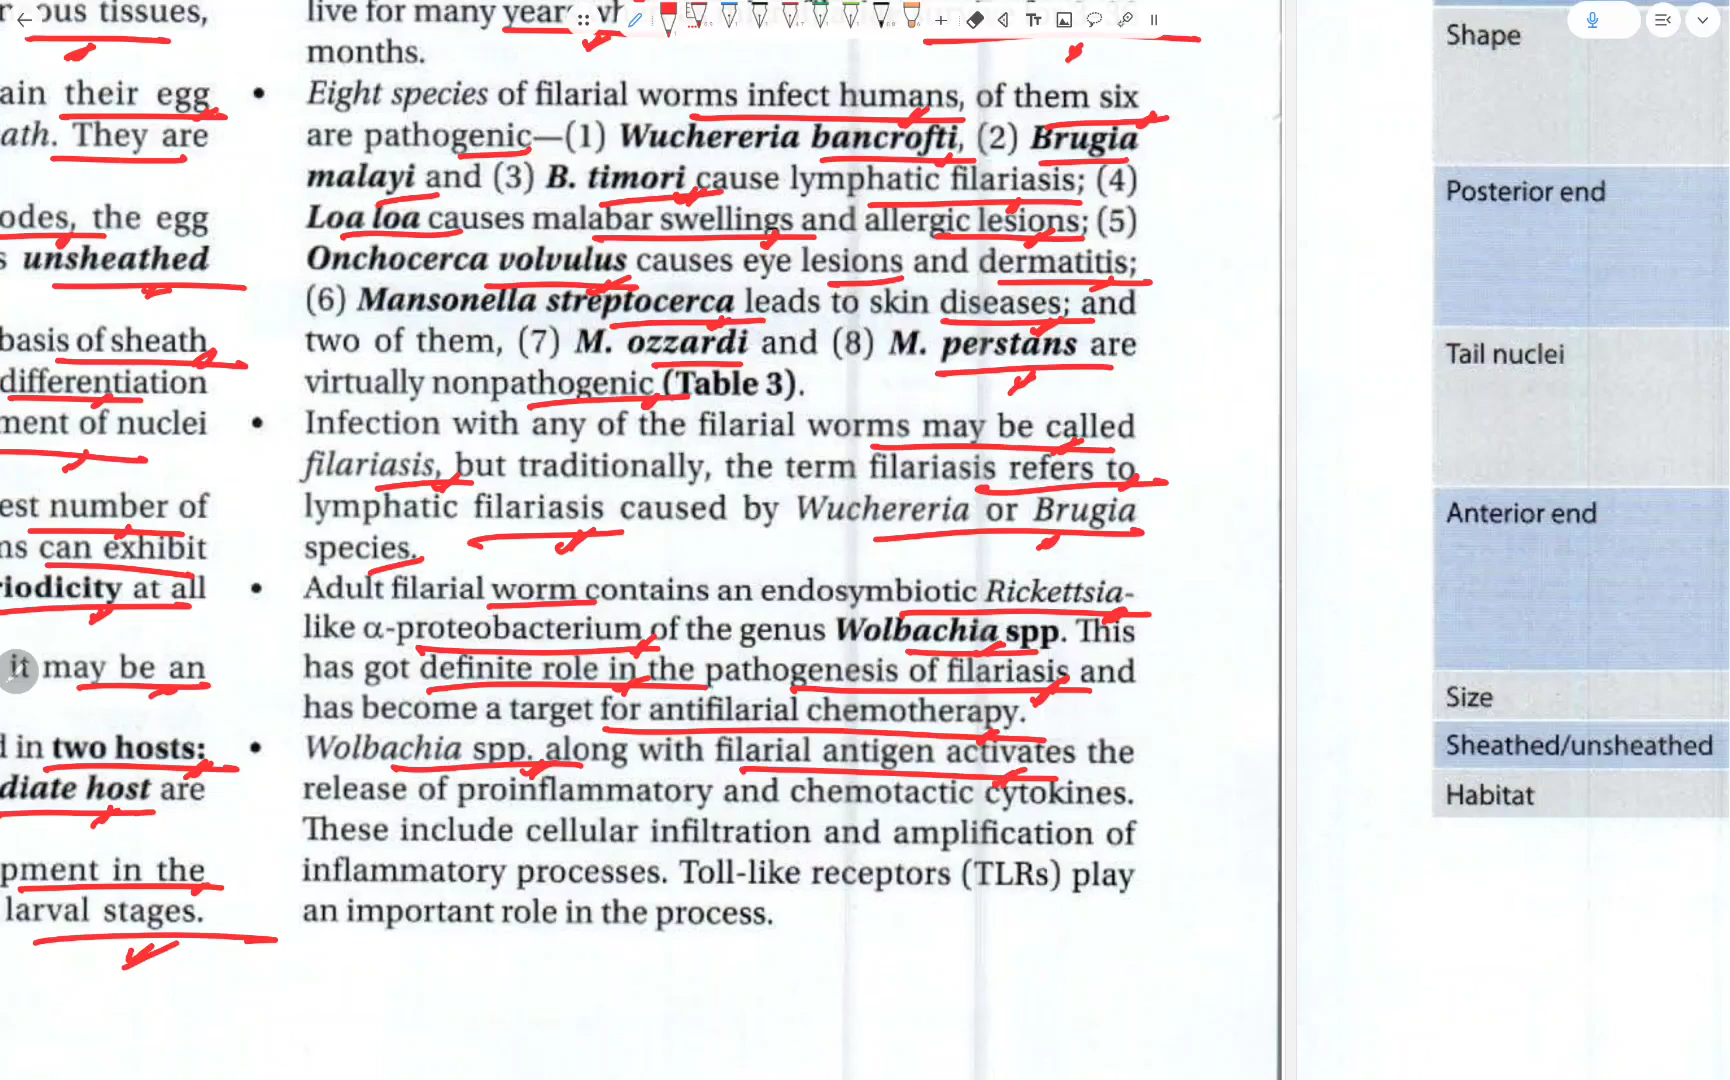 ous tissues,
ain their egg
ath. They are
odes, the egg
s unsheathed
basis of sheath
differentiation
ment of nuclei
est number of
ns can exhibit
riodicity at all
it may be an
d in two hosts:
diate host are
pment in the
larval stages.
live for many years
months.
• Eight species of filarial worms infect humans, of them six
are pathogenic—(1) Wuchereria bancrofti, (2) Brugia
malayi and (3) B. timori cause lymphatic filariasis; (4)
Loa loa causes malabar swellings and allergic lesions; (5)
Onchocerca volvulus causes eye lesions and dermatitis;
(6) Mansonella streptocerca leads to skin diseases; and
two of them, (7) M. ozzardi and (8) M. perstans are
virtually nonpathogenic (Table 3).
• Infection with any of the filarial worms may be called
filariasis, but traditionally, the term filariasis refers to
lymphatic filariasis caused by Wuchereria or Brugia
species.
• Adult filarial worm contains an endosymbiotic Rickettsia-
like α-proteobacterium of the genus Wolbachia spp. This
has got definite role in the pathogenesis of filariasis and
has become a target for antifilarial chemotherapy.
• Wolbachia spp. along with filarial antigen activates the
release of proinflammatory and chemotactic cytokines.
These include cellular infiltration and amplification of
inflammatory processes. Toll-like receptors (TLRs) play
an important role in the process.
Shape
Posterior end
Tail nuclei
Anterior end
Size
Sheathed/unsheathed
Habitat
Tт